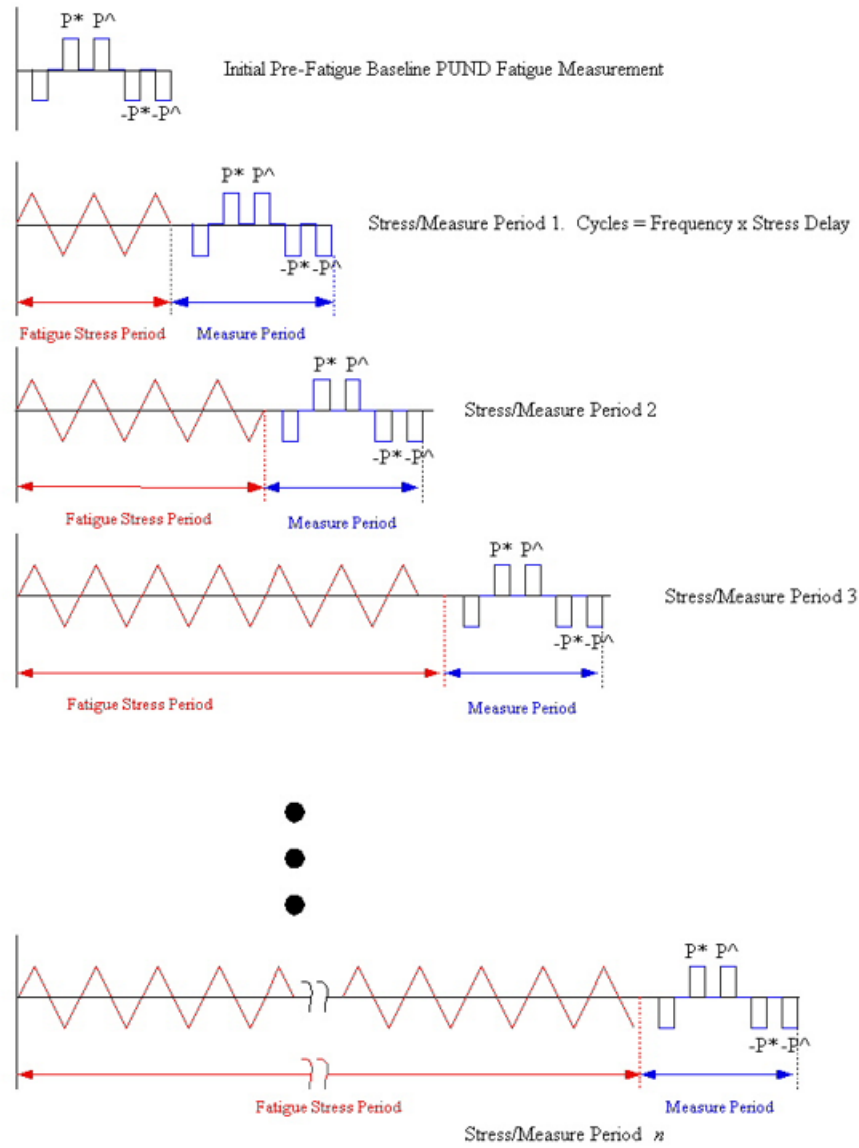 P* P^
Initial Pre-Fatigue Baseline PUND Fatigue Measurement
-P* -P^
P* P^
Stress/Measure Period 1. Cycles = Frequency x Stress Delay
-P* -P^
Fatigue Stress Period Measure Period
P* P^
Stress/Measure Period 2
-P* -P^
Fatigue Stress Period Measure Period
P* P^
Stress/Measure Period 3
-P* -P^
Fatigue Stress Period Measure Period
P* P^
-P* -P^
Fatigue Stress Period Measure Period
Stress/Measure Period n